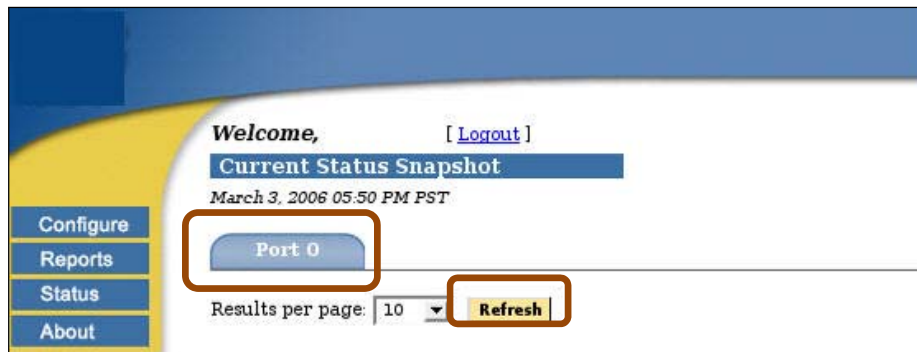 Welcome, [ Logout ]
Current Status Snapshot
March 3, 2006 05:50 PM PST
Configure
Reports
Status
About
Port 0
Results per page: 10 Refresh